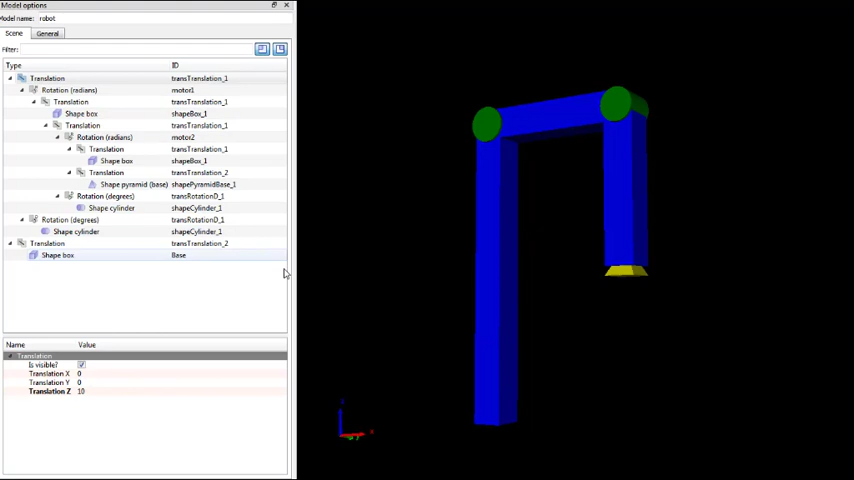 Model options
Model name: robot
Scene General
Filter:
Type ID
Translation transTranslation_1
Rotation (radians) motor1
Translation transTranslation_1
Shape box shapeBox_1
Translation transTranslation_1
Rotation (radians) motor2
Translation transTranslation_1
Shape box shapeBox_1
Translation transTranslation_2
Shape pyramid (base) shapePyramidBase_1
Rotation (degrees) transRotationD_1
Shape cylinder shapeCylinder_1
Rotation (degrees) transRotationD_1
Shape cylinder shapeCylinder_1
Translation transTranslation_2
Shape box Base
Name Value
Translation
Is visible?
Translation X 0
Translation Y 0
Translation Z 10